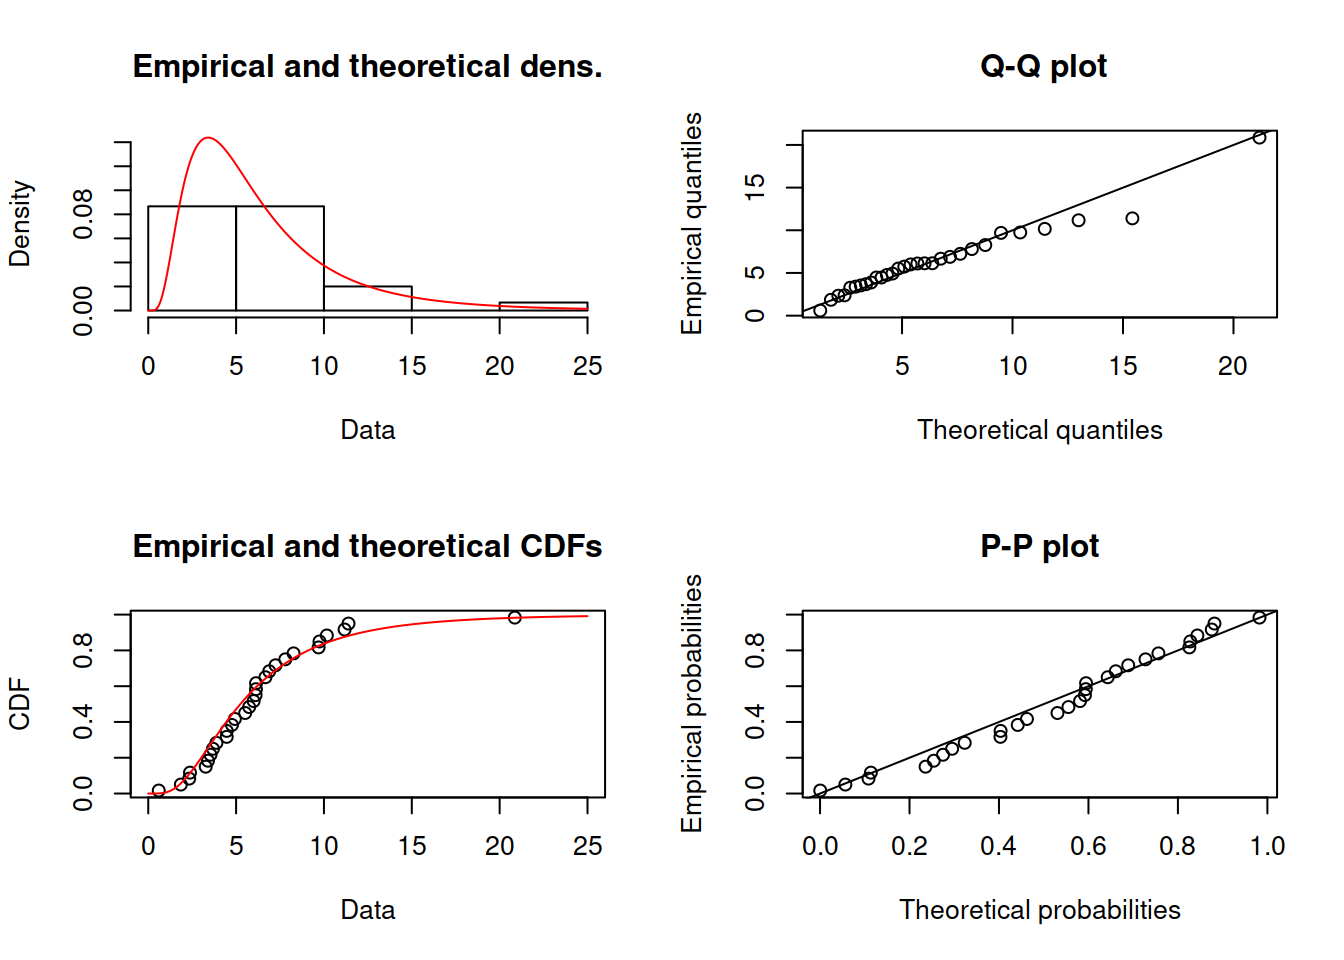 Empirical and theoretical dens.
Density
0.00 0.08
0 5 10 15 20 25
Data
Q-Q plot
Empirical quantiles
0 5 15
5 10 15 20
Theoretical quantiles
Empirical and theoretical CDFs
CDF
0.0 0.4 0.8
0 5 10 15 20 25
Data
P-P plot
Empirical probabilities
0.0 0.4 0.8
0.0 0.2 0.4 0.6 0.8 1.0
Theoretical probabilities